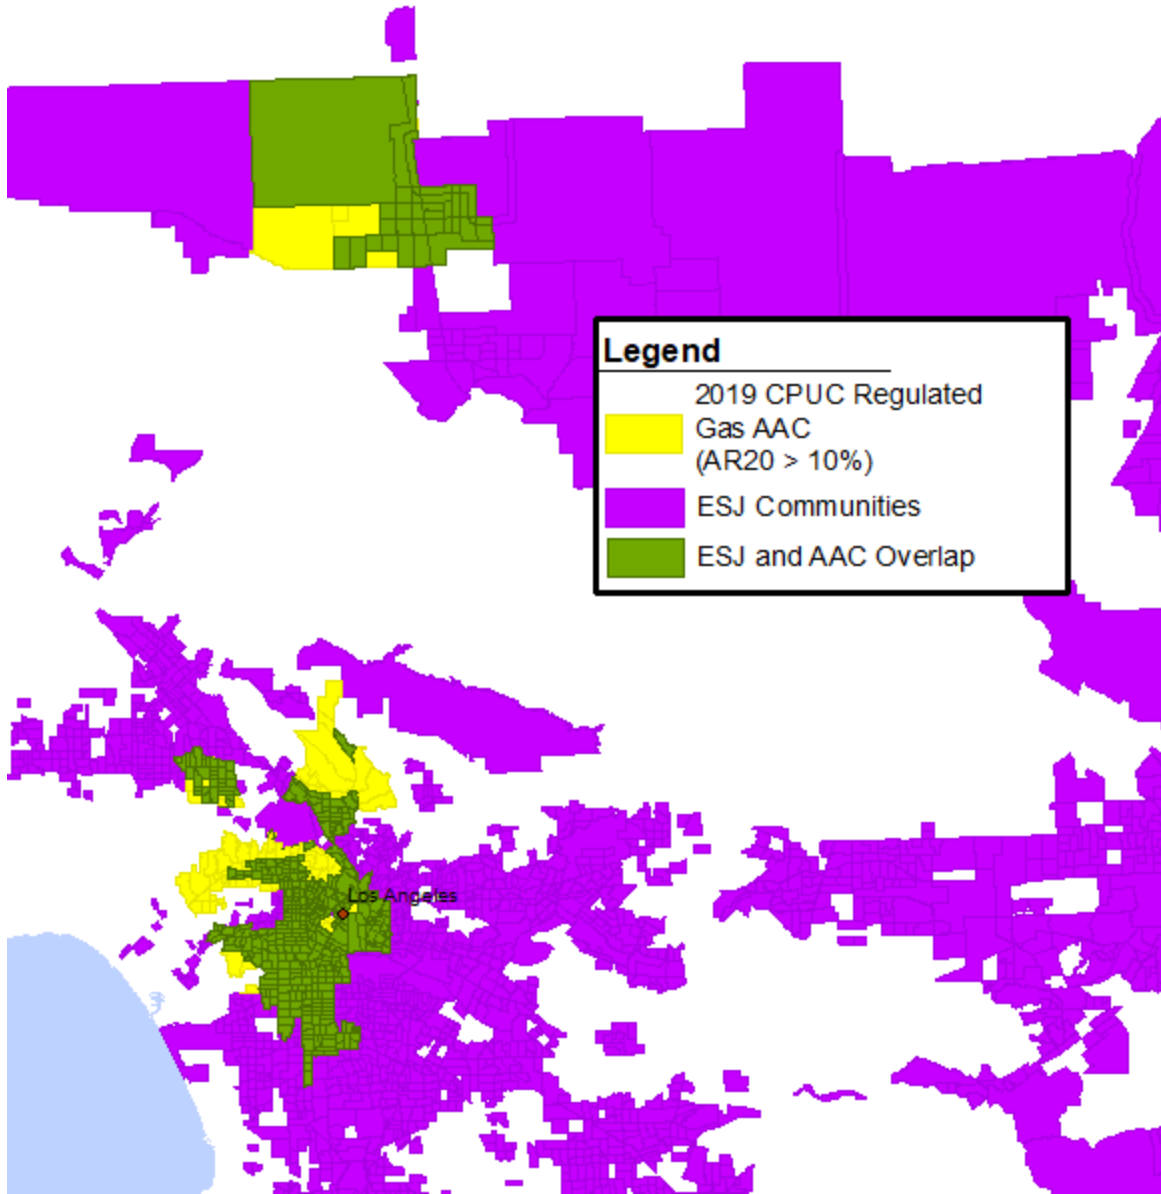 Legend
2019 CPUC Regulated
Gas AAC
(AR20 > 10%)
ESJ Communities
ESJ and AAC Overlap
Los Angeles